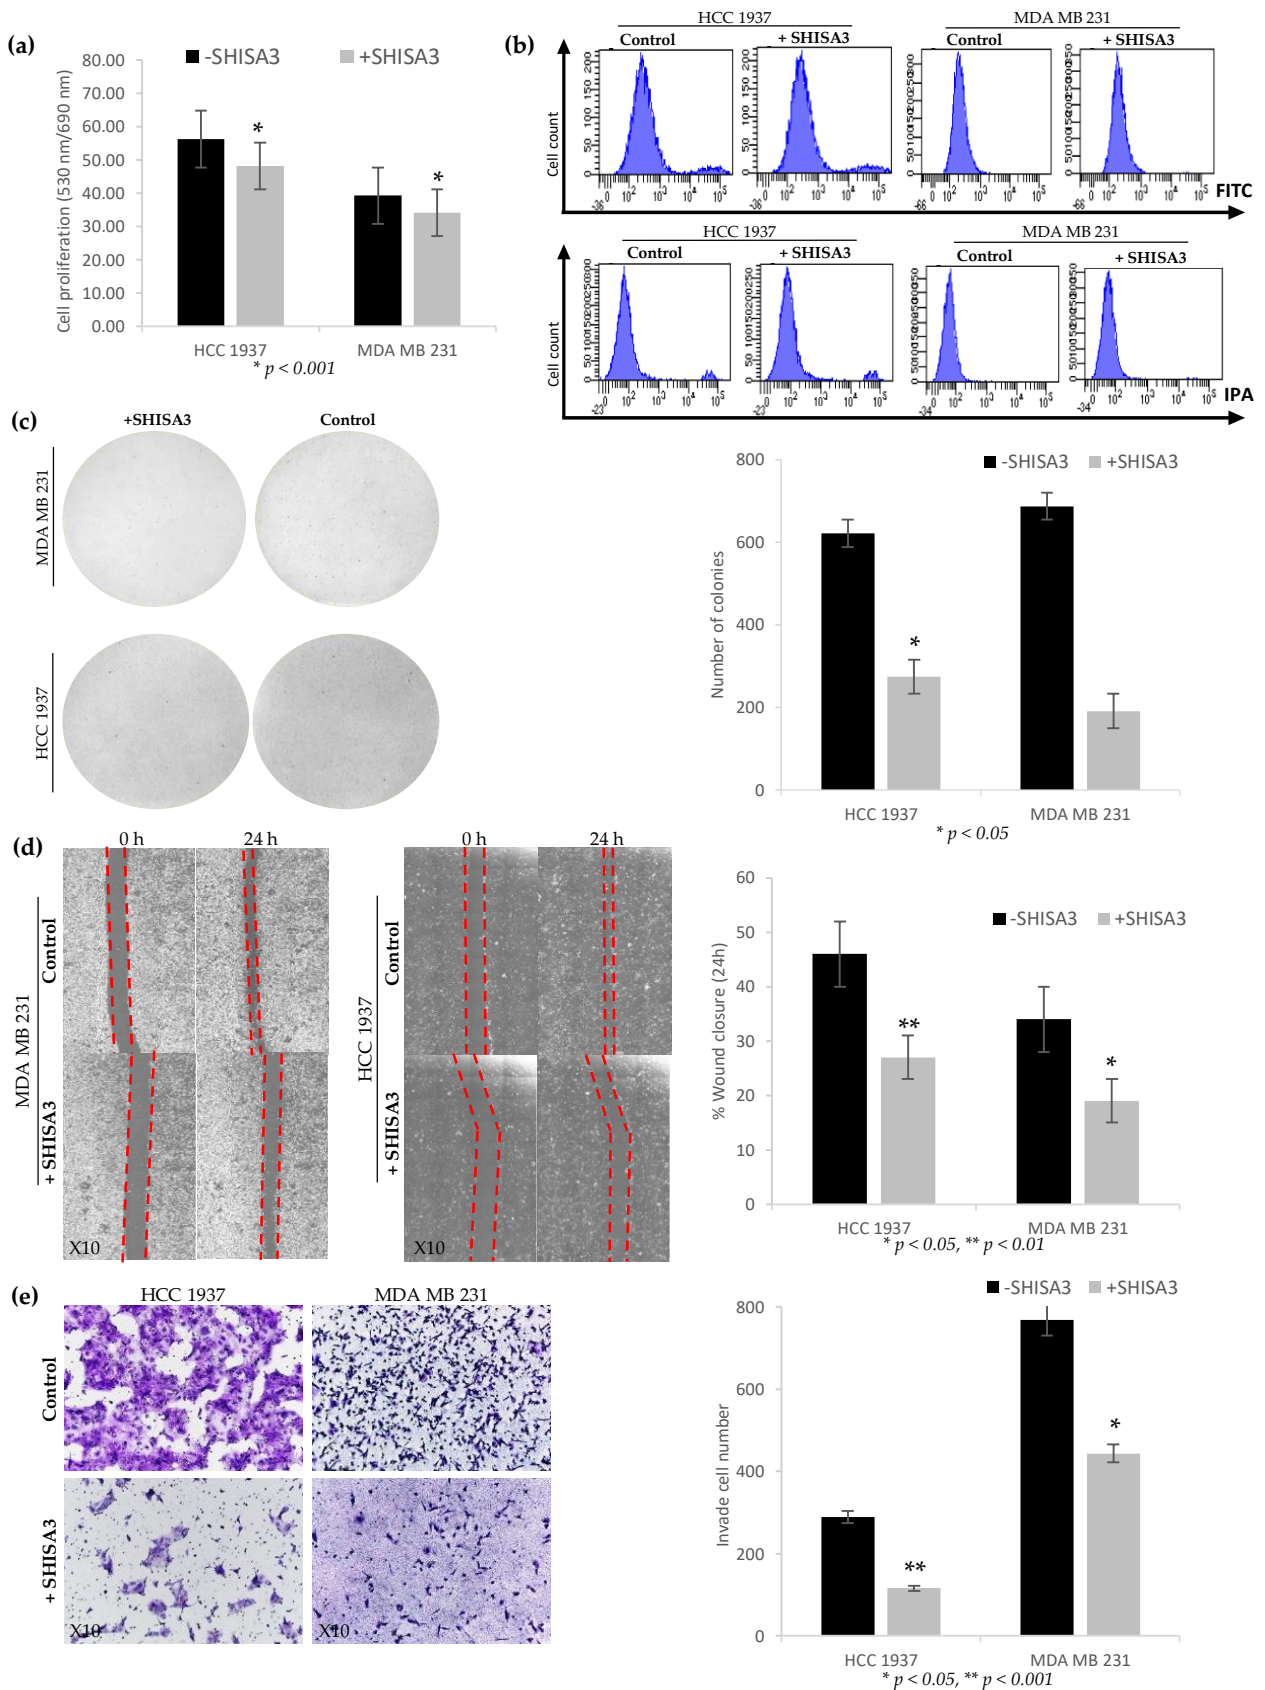 (a)
-SHISA3 +SHISA3
80.00
70.00
60.00
50.00
40.00
30.00
20.00
10.00
0.00
Cell proliferation (530 nm/690 nm)
* *
HCC 1937 MDA MB 231
* p < 0.001
(b)
HCC 1937 MDA MB 231
Control + SHISA3 Control + SHISA3
Cell count
FITC
HCC 1937 MDA MB 231
Control + SHISA3 Control + SHISA3
Cell count
IPA
(c)
+SHISA3 Control
MDA MB 231
HCC 1937
-SHISA3 +SHISA3
800
600
400
200
0
Number of colonies
*
HCC 1937 MDA MB 231
* p < 0.05
(d)
0 h 24 h 0 h 24 h
MDA MB 231
Control
+ SHISA3
HCC 1937
Control
+ SHISA3
X10 X10
-SHISA3 +SHISA3
60
50
40
30
20
10
0
% Wound closure (24h)
** *
HCC 1937 MDA MB 231
* p < 0.05, ** p < 0.01
(e)
HCC 1937 MDA MB 231
Control
+ SHISA3
X10 X10
-SHISA3 +SHISA3
800
600
400
200
0
Invade cell number
** *
HCC 1937 MDA MB 231
* p < 0.05, ** p < 0.001